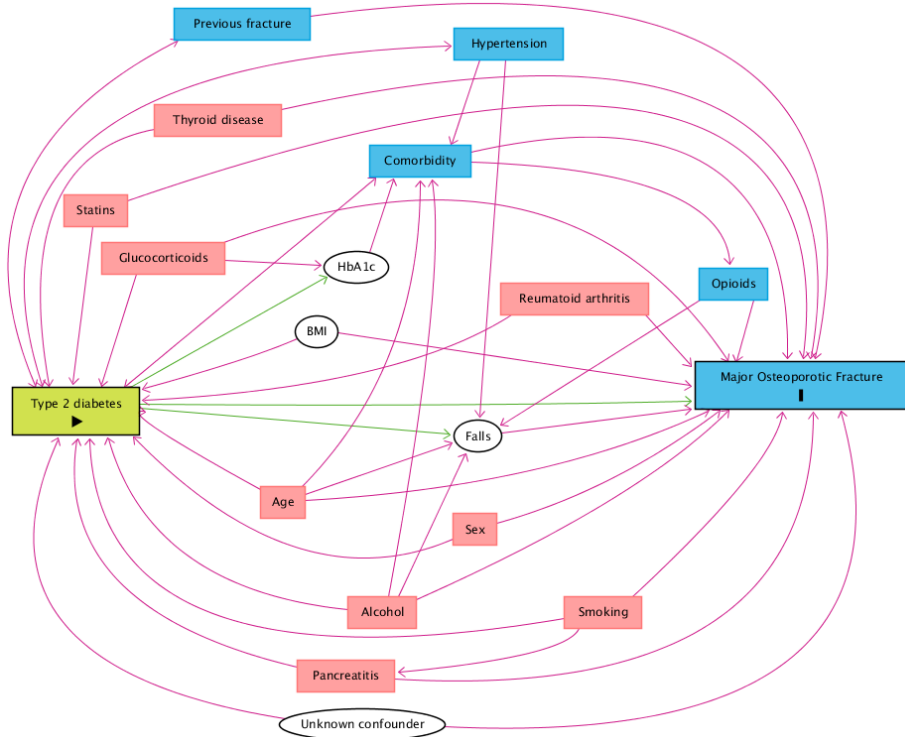 Previous fracture
Hypertension
Thyroid disease
Comorbidity
Statins
Glucocorticoids
HbA1c
Opioids
Reumatoid arthritis
BMI
Major Osteoporotic Fracture
Type 2 diabetes
Falls
Age
Sex
Alcohol
Smoking
Pancreatitis
Unknown confounder